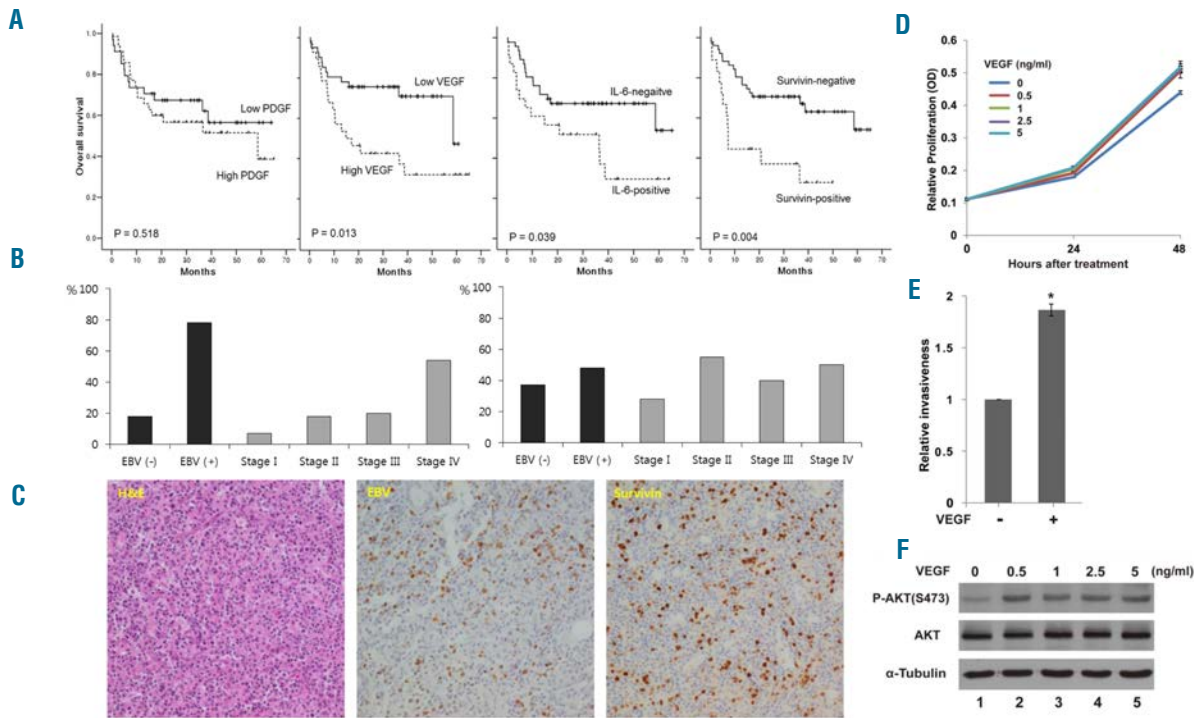 A
Overall survival
1.0
0.8
0.6
0.4
0.2
0.0
Low PDGF
High PDGF
P = 0.518
0 10 20 30 40 50 60 70
Months
Low VEGF
High VEGF
P = 0.013
0 10 20 30 40 50 60 70
Months
IL-6-negaitve
IL-6-positive
P = 0.039
0 10 20 30 40 50 60 70
Months
Survivin-negative
Survivin-positive
P = 0.004
0 10 20 30 40 50 60 70
Months
B
% 100
80
60
40
20
0
EBV (-) EBV (+) Stage I Stage II Stage III Stage IV
% 100
80
60
40
20
0
EBV (-) EBV (+) Stage I Stage II Stage III Stage IV
C
H&E
EBV
Survivin
D
Relative Proliferation (OD)
0.6
0.5
0.4
0.3
0.2
0.1
0
VEGF (ng/ml)
0
0.5
1
2.5
5
0 24 48
Hours after treatment
E
Relative invasiveness
2
1.5
1
0.5
0
*
VEGF - +
F
VEGF 0 0.5 1 2.5 5 (ng/ml)
P-AKT(S473)
AKT
α-Tubulin
1 2 3 4 5